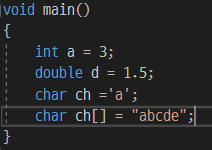 void main()
{
    int a = 3;
    double d = 1.5;
    char ch ='a';
    char ch[] = "abcde";
}